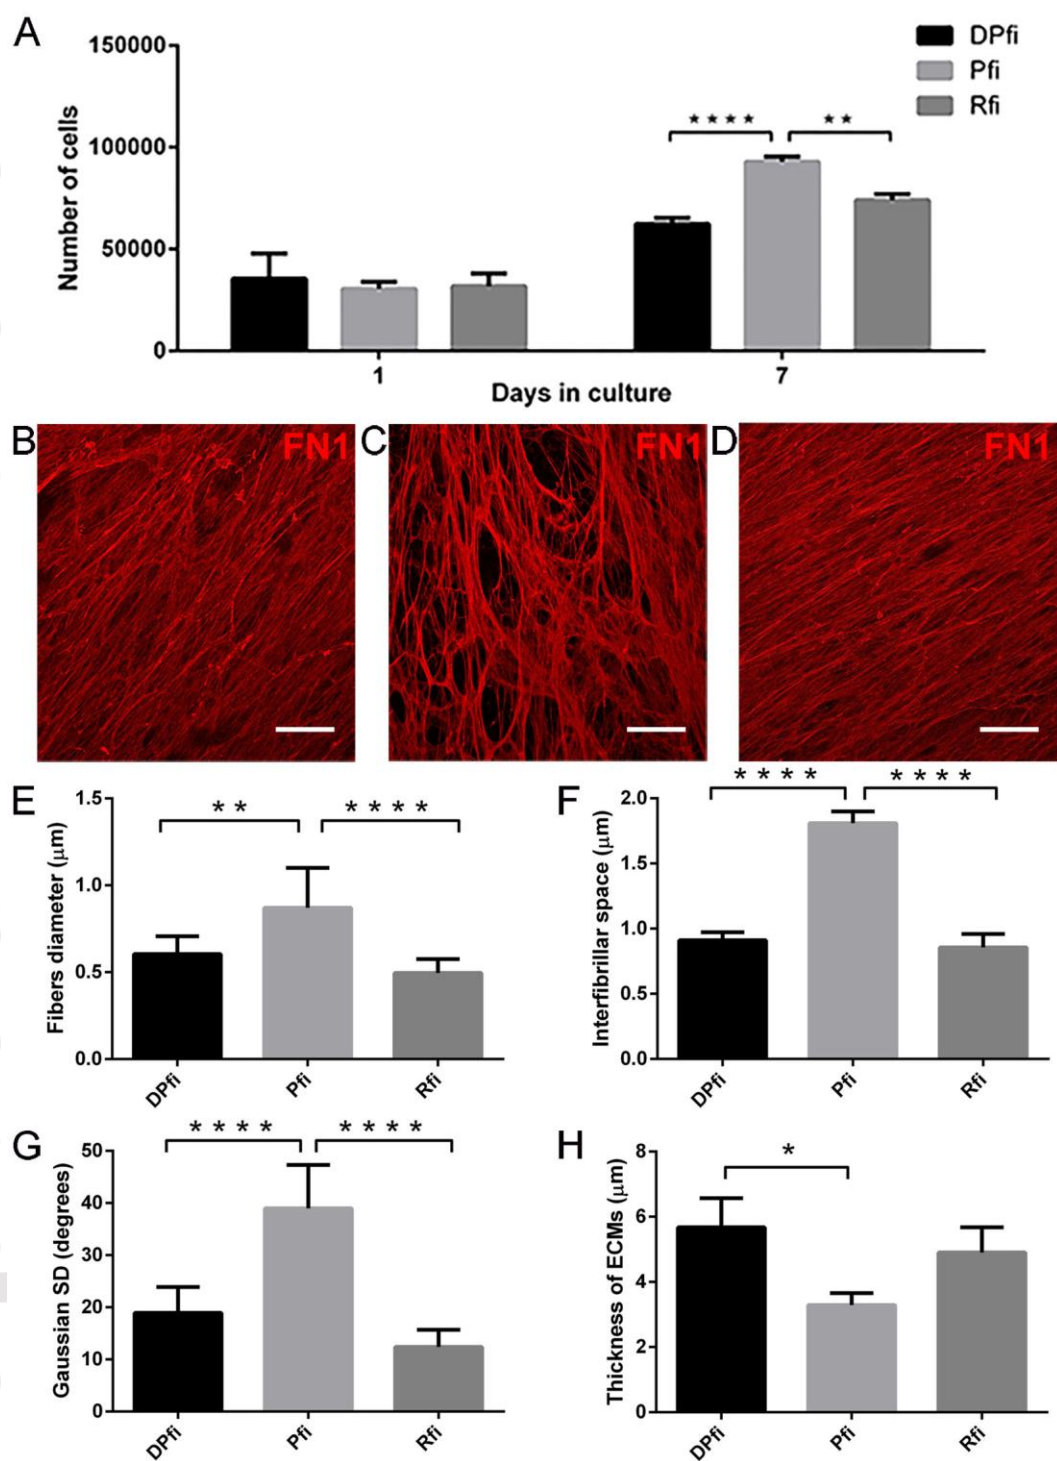 A
150000
100000
50000
0
Number of cells
DPfi
Pfi
Rfi
* * * *
* *
1
7
Days in culture
B
FN1
C
FN1
D
FN1
E
1.5
1.0
0.5
0.0
Fibers diameter (μm)
* *
* * * *
DPfi
Pfi
Rfi
F
2.0
1.5
1.0
0.5
0.0
Interfibrillar space (μm)
* * * *
* * * *
DPfi
Pfi
Rfi
G
50
40
30
20
10
0
Gaussian SD (degrees)
* * * *
* * * *
DPfi
Pfi
Rfi
H
8
6
4
2
0
Thickness of ECMs (μm)
*
DPfi
Pfi
Rfi